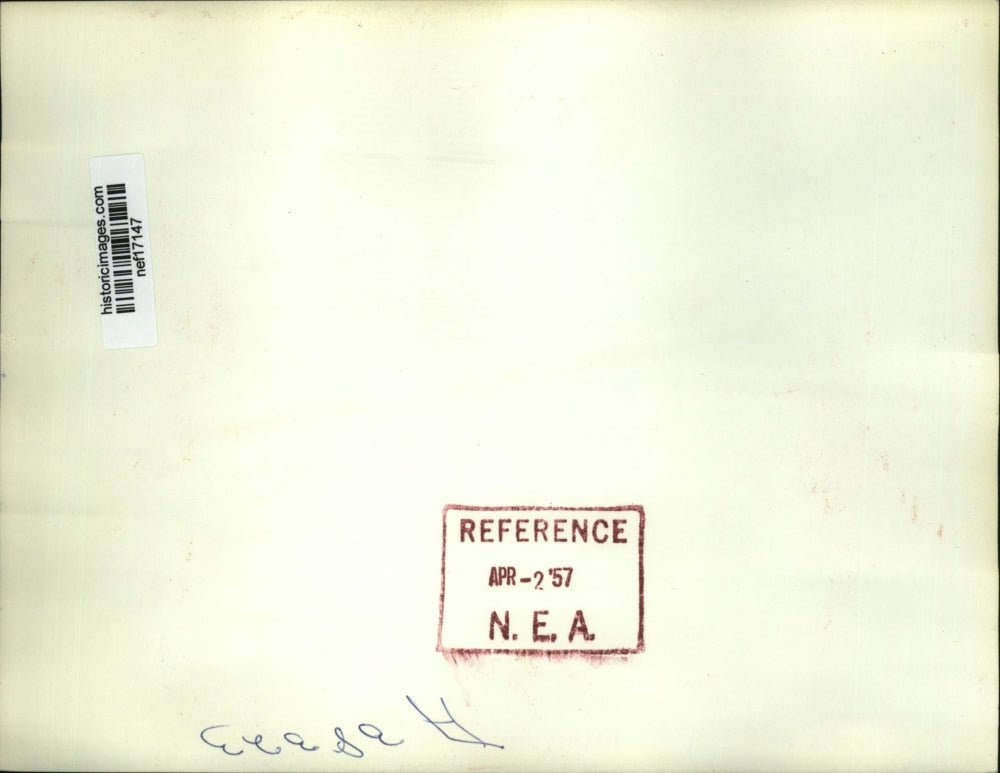 historicimages.com
nef17147
REFERENCE
APR-2'57
N. E. A.